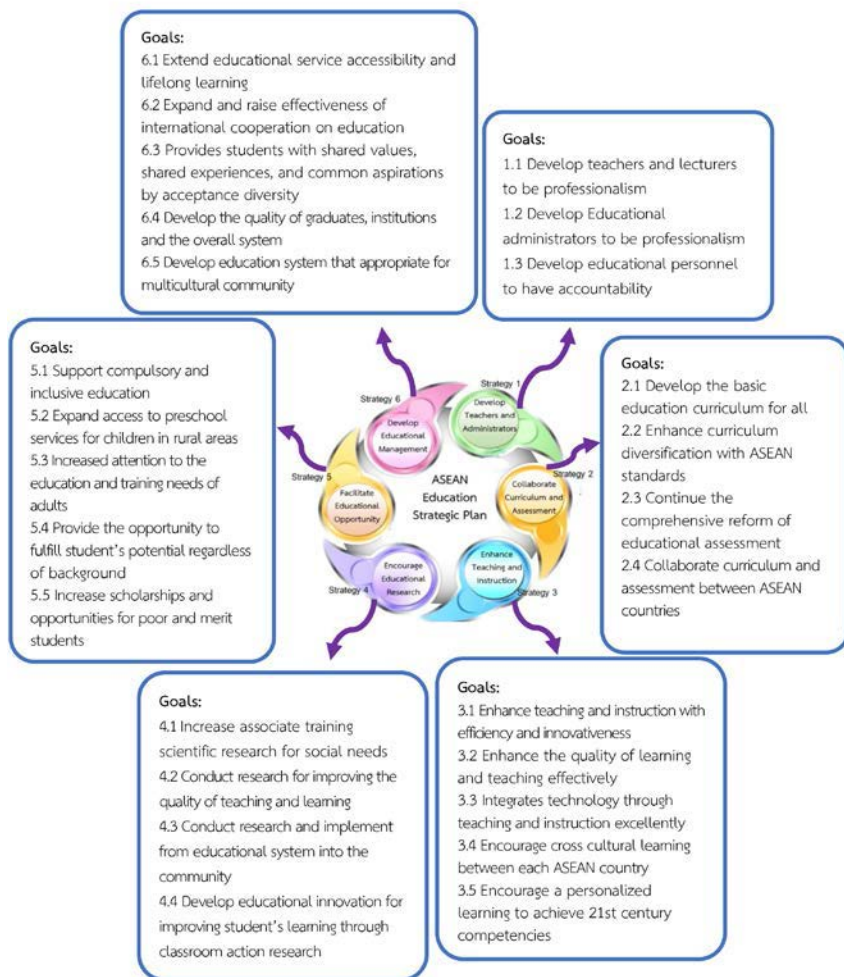 Goals:
6.1 Extend educational service accessibility and
lifelong learning
6.2 Expand and raise effectiveness of
international cooperation on education
6.3 Provides students with shared values,
shared experiences, and common aspirations
by acceptance diversity
6.4 Develop the quality of graduates, institutions
and the overall system
6.5 Develop education system that appropriate for
multicultural community
Goals:
1.1 Develop teachers and lecturers
to be professionalism
1.2 Develop Educational
administrators to be professionalism
1.3 Develop educational personnel
to have accountability
Goals:
5.1 Support compulsory and
inclusive education
5.2 Expand access to preschool
services for children in rural areas
5.3 Increased attention to the
education and training needs of
adults
5.4 Provide the opportunity to
fulfill student's potential regardless
of background
5.5 Increase scholarships and
opportunities for poor and merit
students
Strategy 6
Develop
Educational
Management
Strategy 1
Develop
Teachers and
Administrators
Strategy 5
Facilitate
Educational
Opportunity
ASEAN
Education
Strategic Plan
Strategy 2
Collaborate
Curriculum and
Assessment
Strategy 4
Encourage
Educational
Research
Enhance
Teaching and
Instruction
Strategy 3
Goals:
2.1 Develop the basic
education curriculum for all
2.2 Enhance curriculum
diversification with ASEAN
standards
2.3 Continue the
comprehensive reform of
educational assessment
2.4 Collaborate curriculum and
assessment between ASEAN
countries
Goals:
4.1 Increase associate training
scientific research for social needs
4.2 Conduct research for improving the
quality of teaching and learning
4.3 Conduct research and implement
from educational system into the
community
4.4 Develop educational innovation for
improving student's learning through
classroom action research
Goals:
3.1 Enhance teaching and instruction with
efficiency and innovativeness
3.2 Enhance the quality of learning
and teaching effectively
3.3 Integrates technology through
teaching and instruction excellently
3.4 Encourage cross cultural learning
between each ASEAN country
3.5 Encourage a personalized
learning to achieve 21st century
competencies